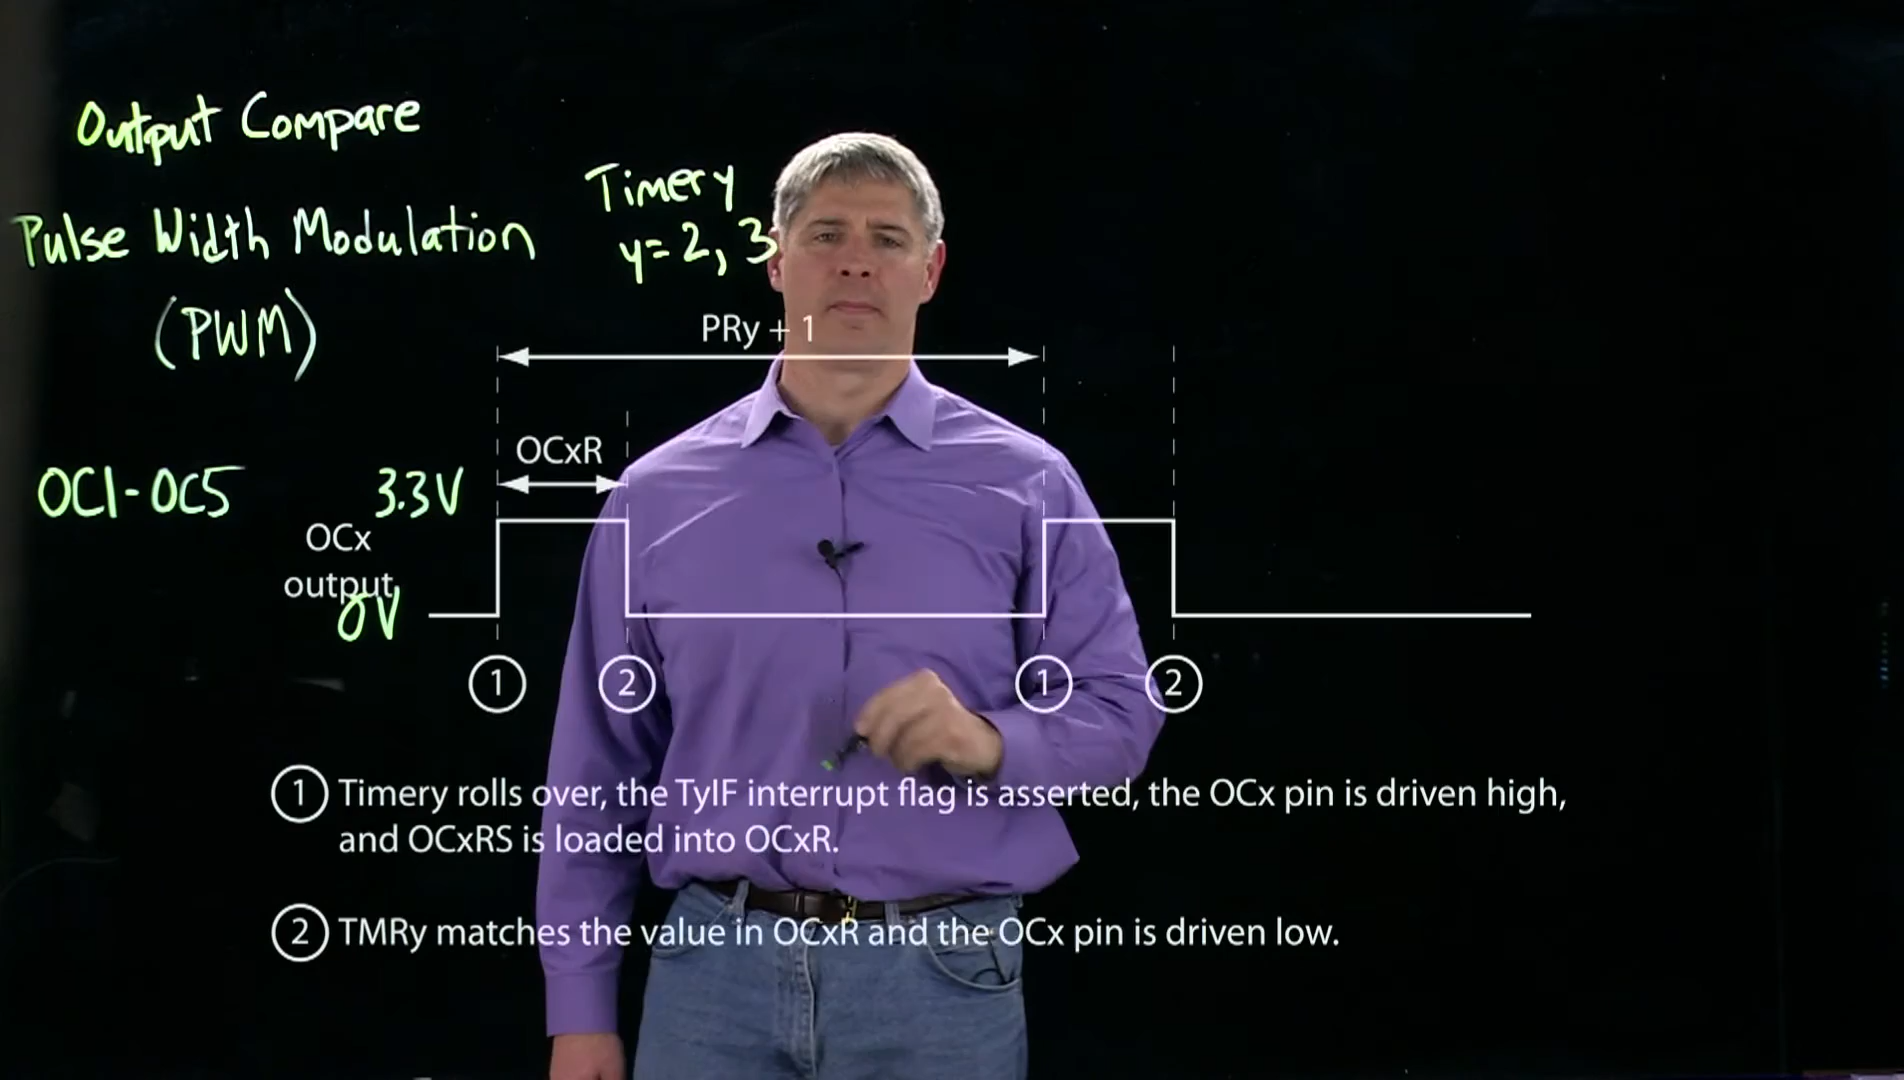 Output Compare
Pulse Width Modulation
(PWM)
Timery
y=2, 3
PRy + 1
OCxR
OC1-OC5
3.3V
OCx
output
0V
1 2 1 2
1 Timery rolls over, the TyIF interrupt flag is asserted, the OCx pin is driven high,
and OCxRS is loaded into OCxR.
2 TMRy matches the value in OCxR and the OCx pin is driven low.